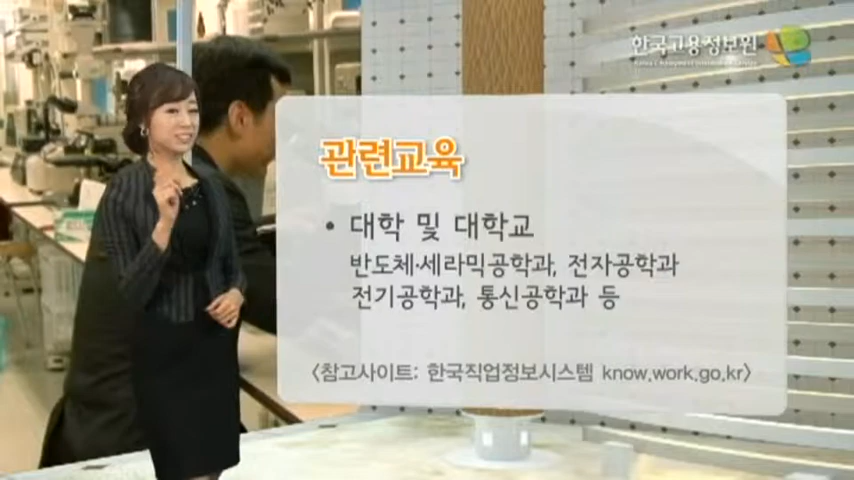 한국고용정보원
관련교육
• 대학 및 대학교
반도체·세라믹공학과, 전자공학과
전기공학과, 통신공학과 등
〈참고사이트: 한국직업정보시스템 know.work.go.kr〉